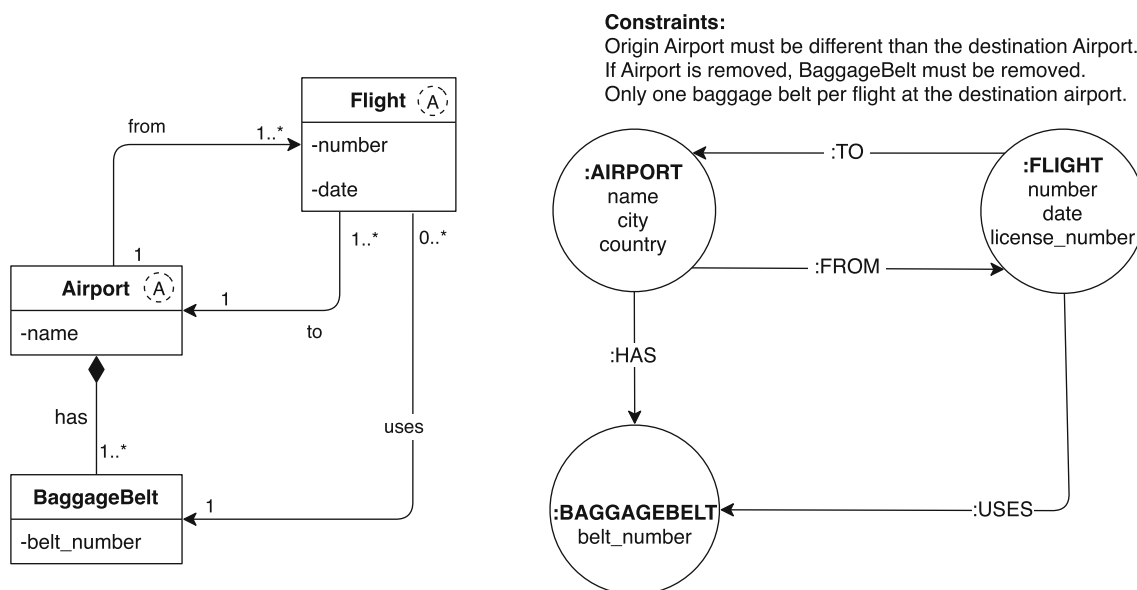 Constraints:
Origin Airport must be different than the destination Airport.
If Airport is removed, BaggageBelt must be removed.
Only one baggage belt per flight at the destination airport.
Flight A
-number
-date
from
1..*
1
1..*
0..*
Airport A
-name
1
to
has
1..*
uses
BaggageBelt
-belt_number
1
:AIRPORT
name
city
country
:TO
:FLIGHT
number
date
license_number
:FROM
:HAS
:BAGGAGEBELT
belt_number
:USES